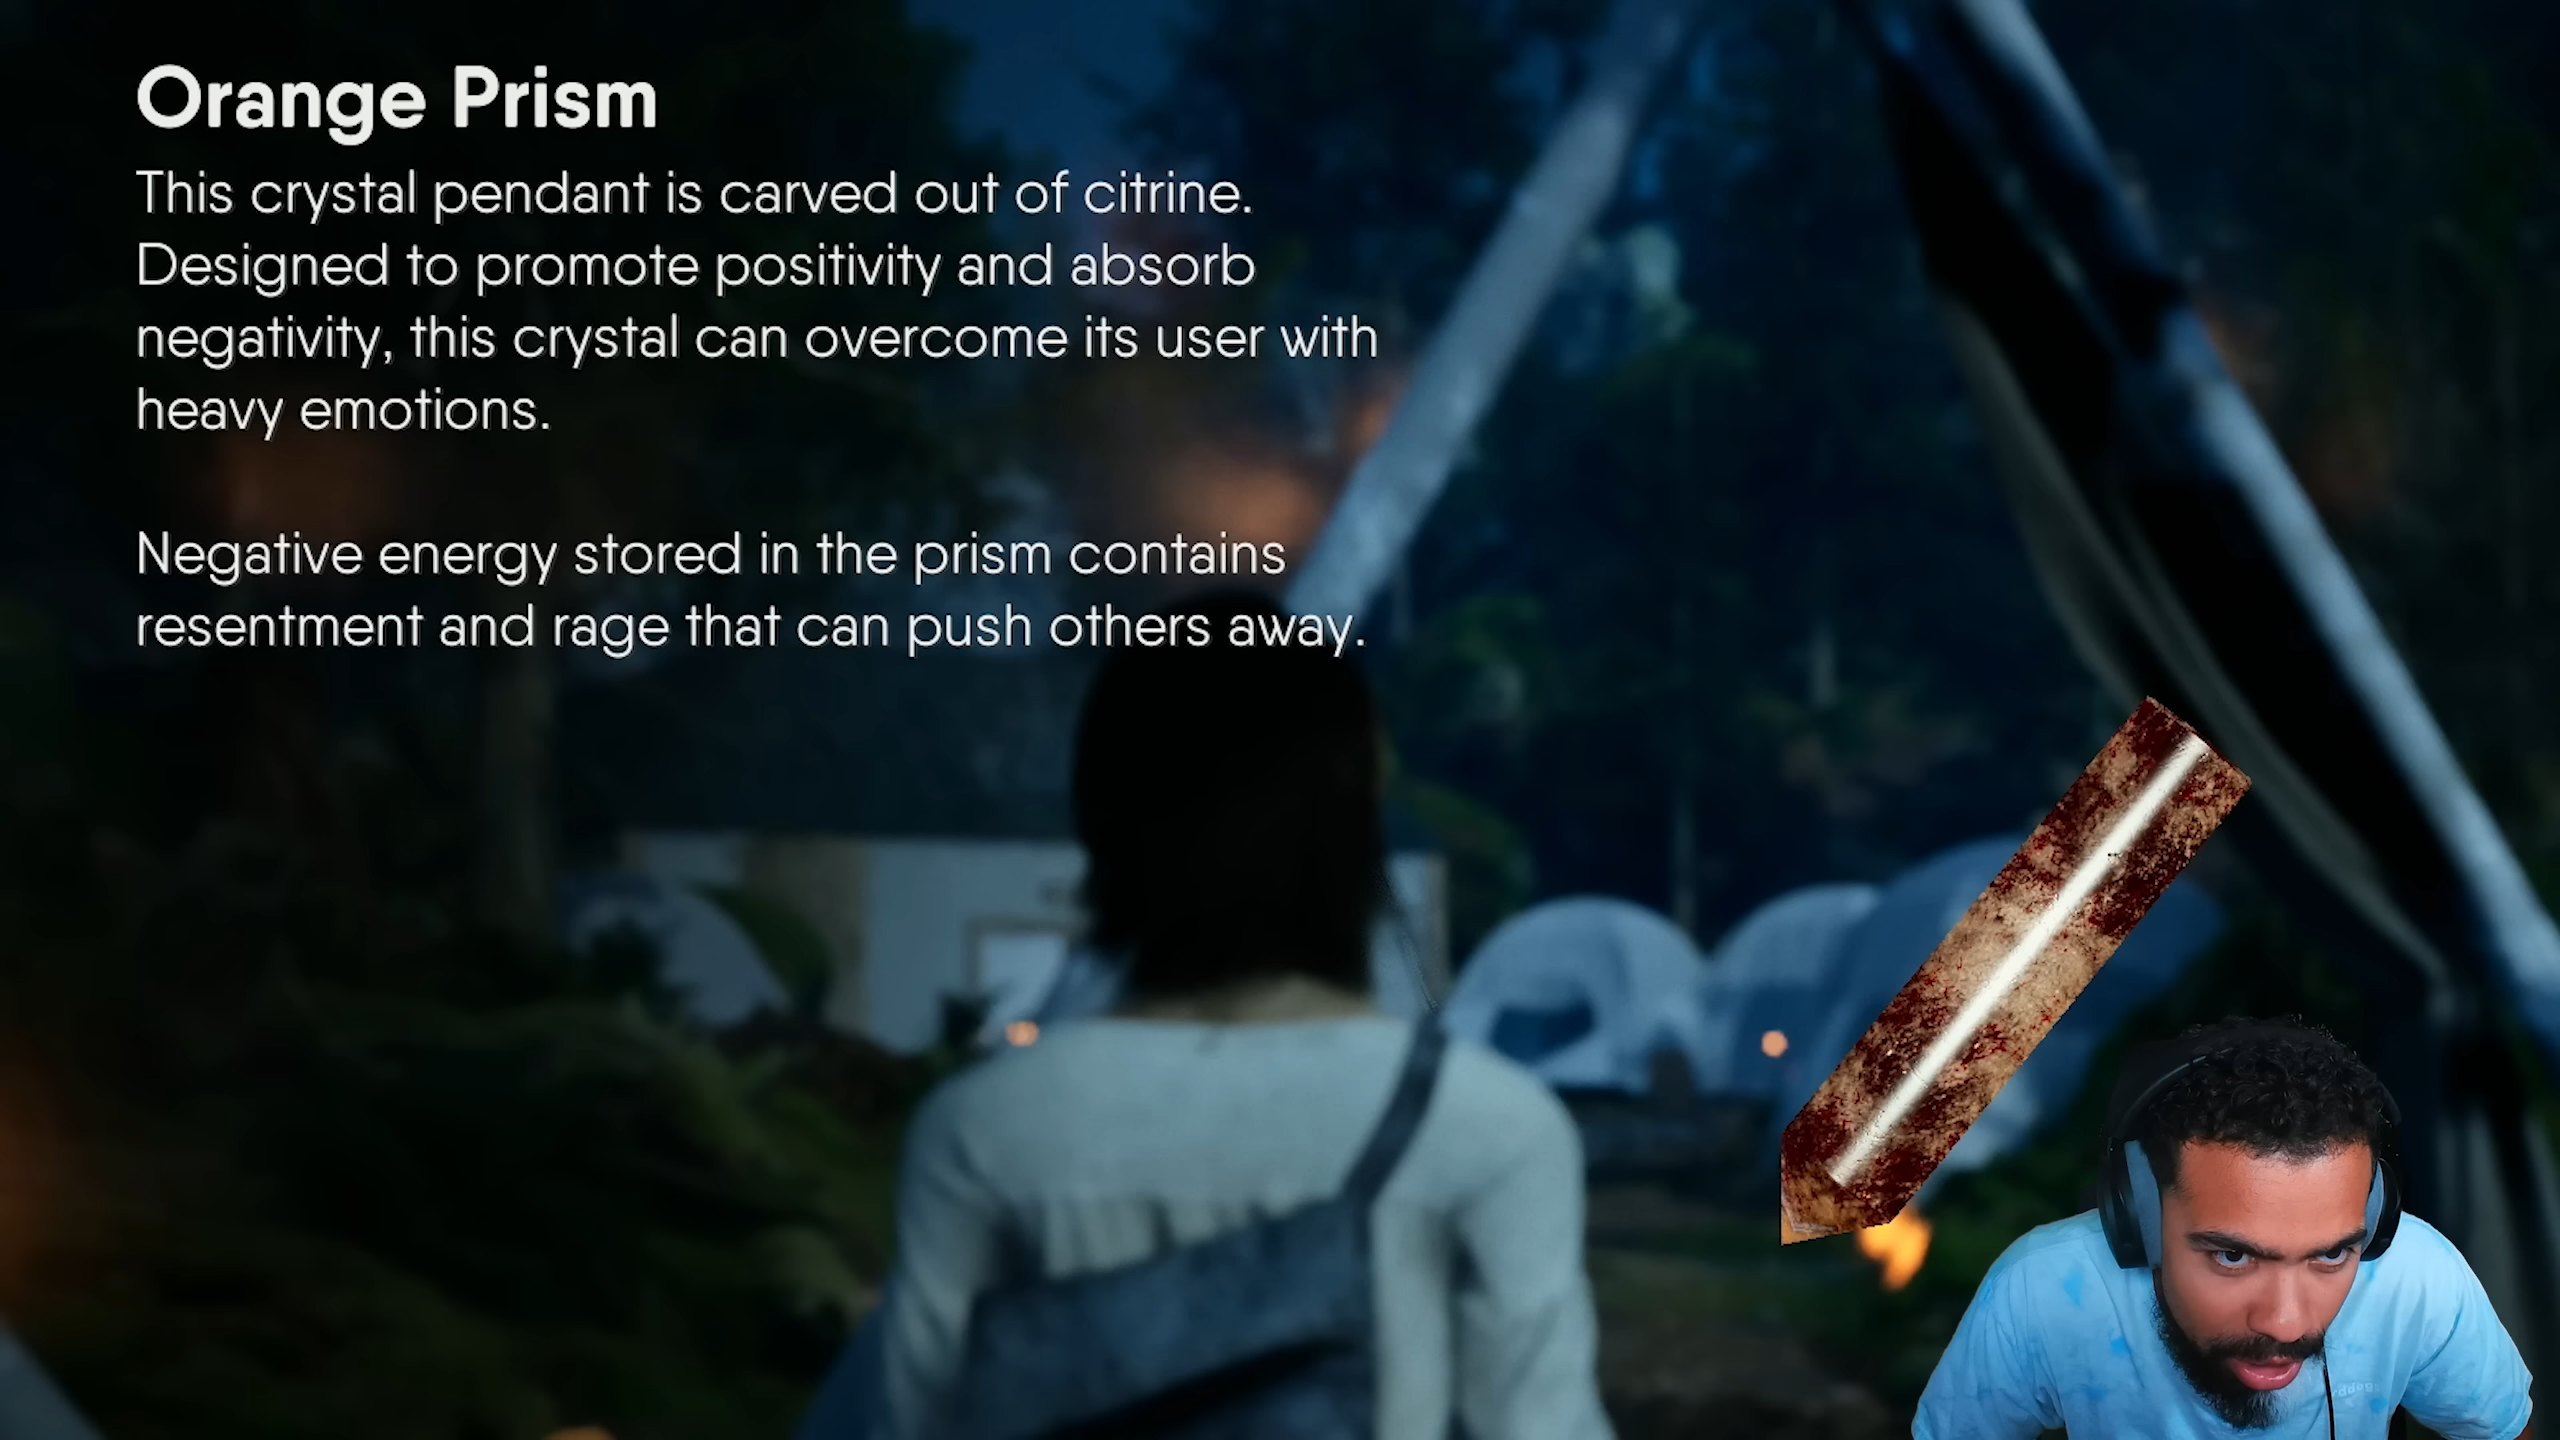 Orange Prism
This crystal pendant is carved out of citrine.
Designed to promote positivity and absorb
negativity, this crystal can overcome its user with
heavy emotions.
Negative energy stored in the prism contains
resentment and rage that can push others away.